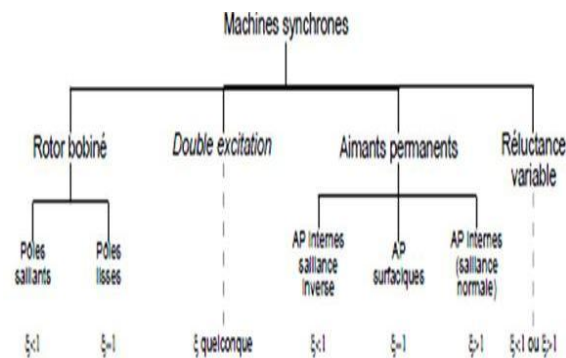 Machines synchrones
Rotor bobiné
Double excitation
Aimants permanents
Réluctance
variable
Pôles
saillants
Pôles
lisses
AP Internes
saillance
Inverse
AP
surfaciques
AP Internes
(saillance
normale)
ξ<1
ξ=1
ξ quelconque
ξ<1
ξ=1
ξ>1
ξ<1 ou ξ>1